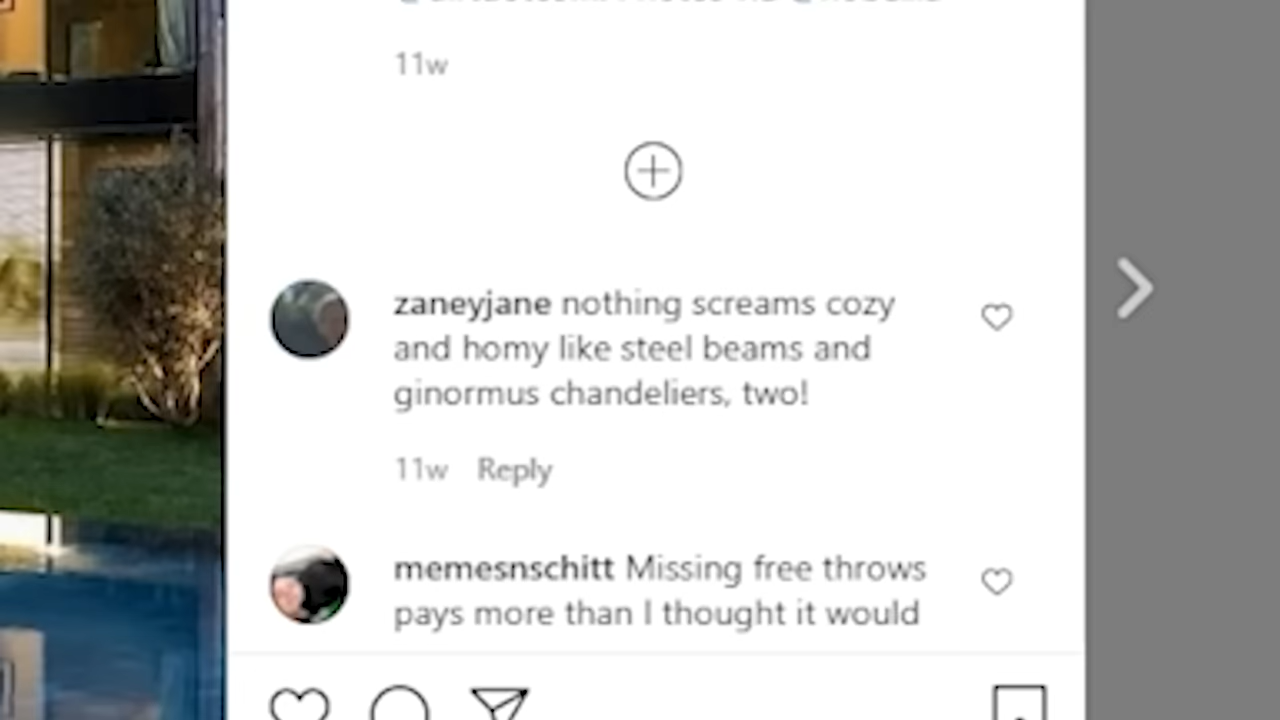 11w
zaneyjane nothing screams cozy
and homy like steel beams and
ginormus chandeliers, two!
11w Reply
memesnschitt Missing free throws
pays more than I thought it would